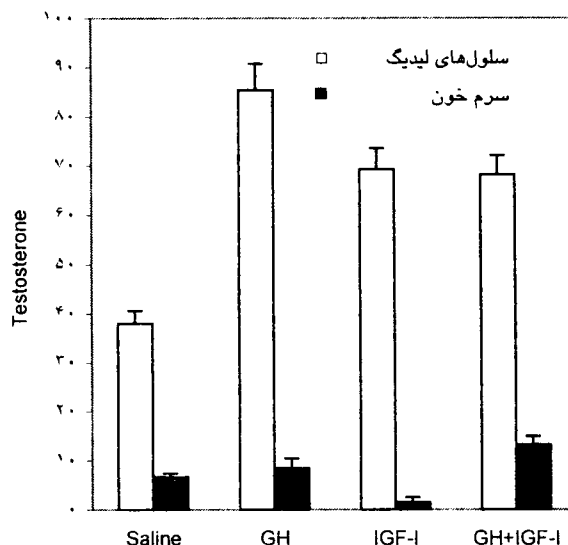 ۱۰۰
۹۰
۸۰
۷۰
۶۰
۵۰
۴۰
۳۰
۲۰
۱۰
۰
Testosterone
سلول‌های لیدیگ
سرم خون
Saline GH IGF-I GH+IGF-I